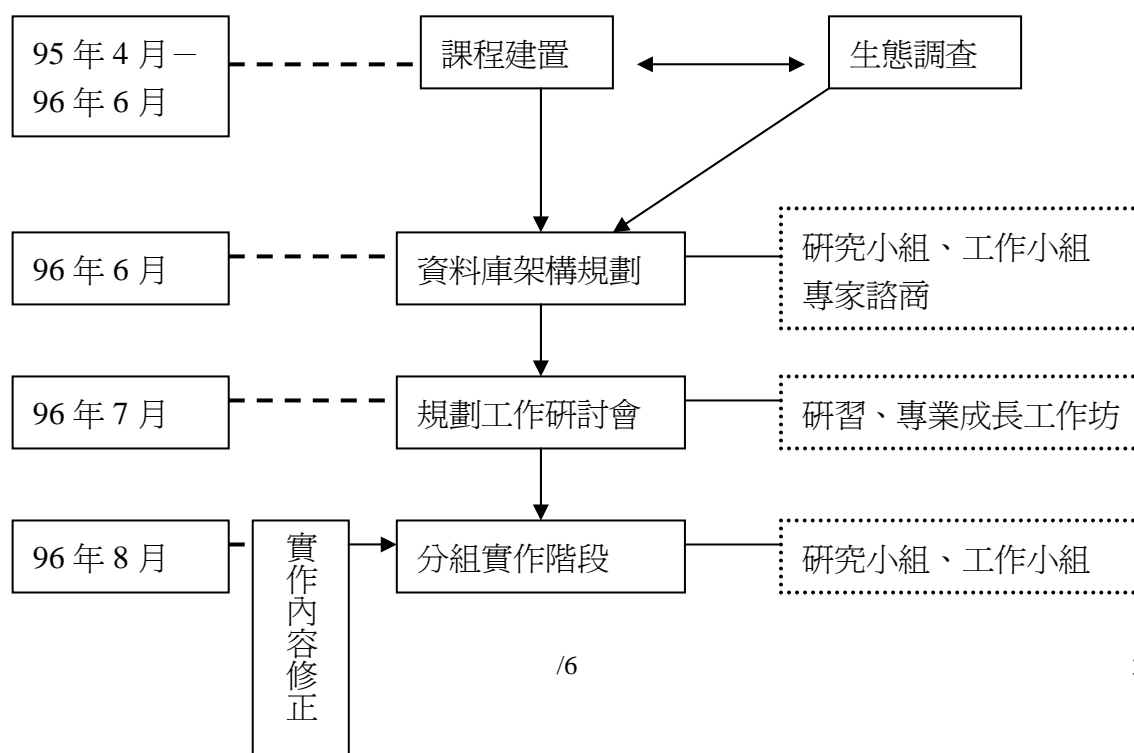 95 年 4 月－
96 年 6 月
課程建置
生態調查
96 年 6 月
資料庫架構規劃
研究小組、工作小組
專家諮商
96 年 7 月
規劃工作研討會
研習、專業成長工作坊
96 年 8 月
實作內容修正
分組實作階段
研究小組、工作小組
/6